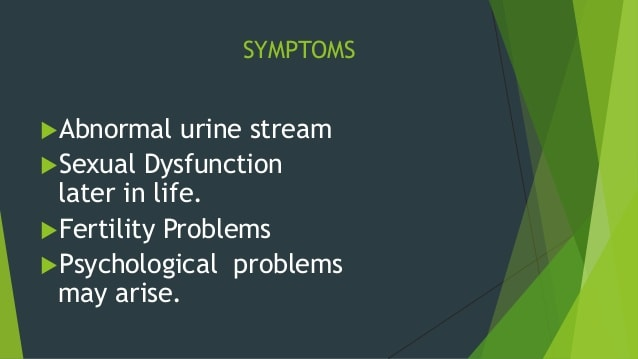 SYMPTOMS
Abnormal urine stream
Sexual Dysfunction
later in life.
Fertility Problems
Psychological problems
may arise.